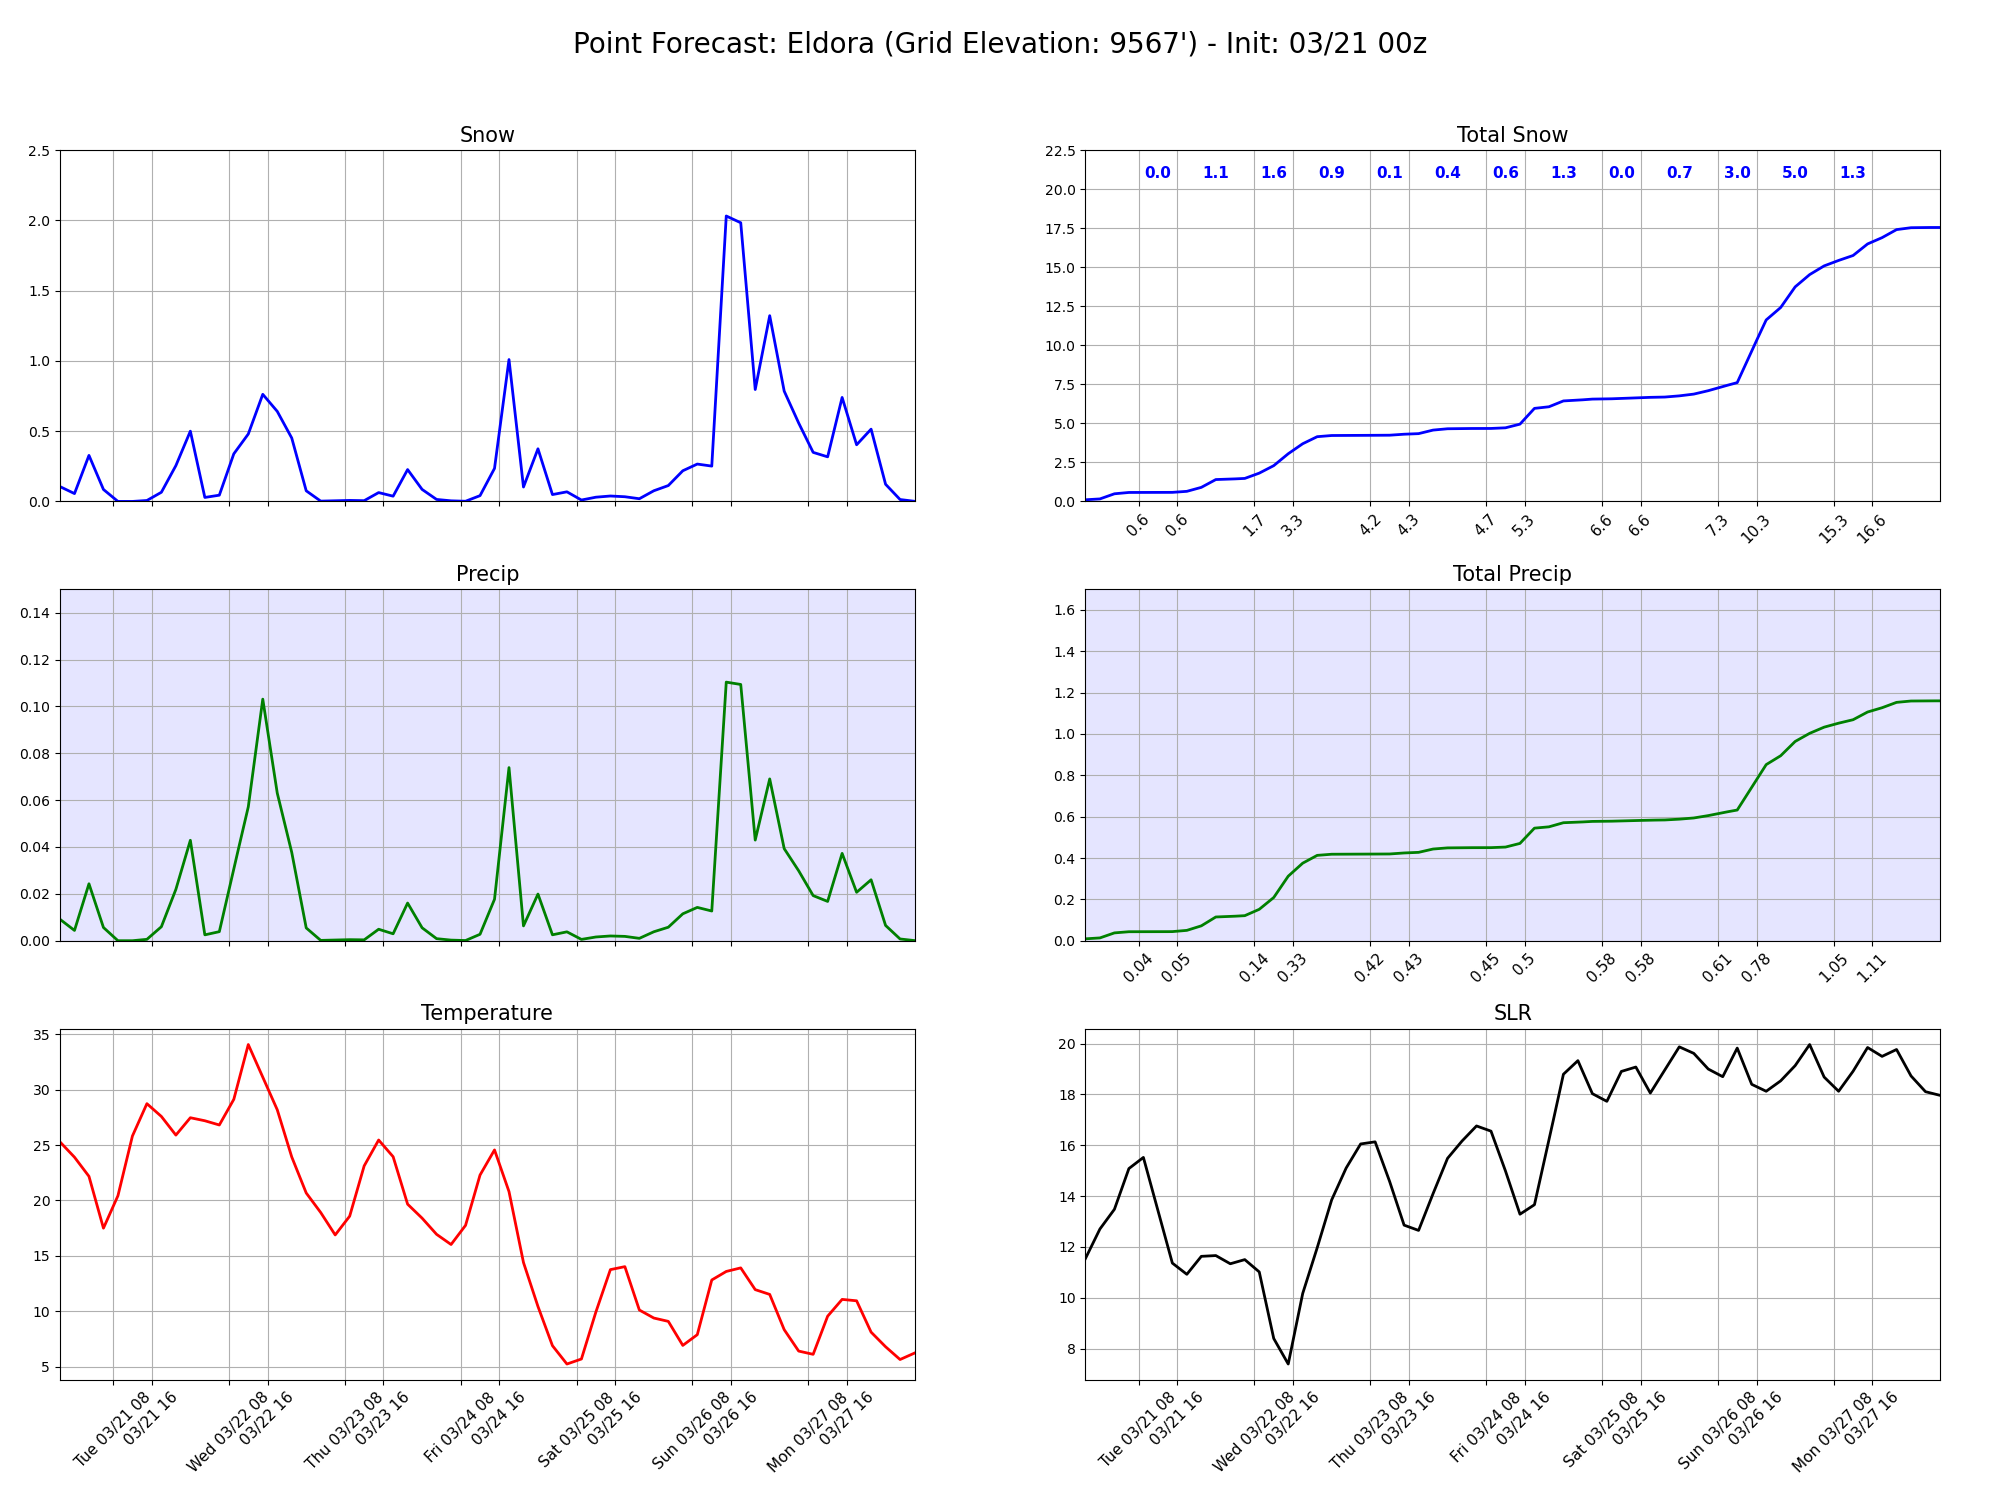 Point Forecast: Eldora (Grid Elevation: 9567') - Init: 03/21 00z
Snow
2.5
2.0
1.5
1.0
0.5
0.0
Total Snow
22.5
20.0
17.5
15.0
12.5
10.0
7.5
5.0
2.5
0.0
0.0 1.1 1.6 0.9 0.1 0.4 0.6 1.3 0.0 0.7 3.0 5.0 1.3
0.6 0.6 1.7 3.3 4.2 4.3 4.7 5.3 6.6 6.6 7.3 10.3 15.3 16.6
Precip
0.14
0.12
0.10
0.08
0.06
0.04
0.02
0.00
Total Precip
1.6
1.4
1.2
1.0
0.8
0.6
0.4
0.2
0.0
0.04 0.05 0.14 0.33 0.42 0.43 0.45 0.5 0.58 0.58 0.61 0.78 1.05 1.11
Temperature
35
30
25
20
15
10
5
Tue 03/21 08
03/21 16
Wed 03/22 08
03/22 16
Thu 03/23 08
03/23 16
Fri 03/24 08
03/24 16
Sat 03/25 08
03/25 16
Sun 03/26 08
03/26 16
Mon 03/27 08
03/27 16
SLR
20
18
16
14
12
10
8
Tue 03/21 08
03/21 16
Wed 03/22 08
03/22 16
Thu 03/23 08
03/23 16
Fri 03/24 08
03/24 16
Sat 03/25 08
03/25 16
Sun 03/26 08
03/26 16
Mon 03/27 08
03/27 16